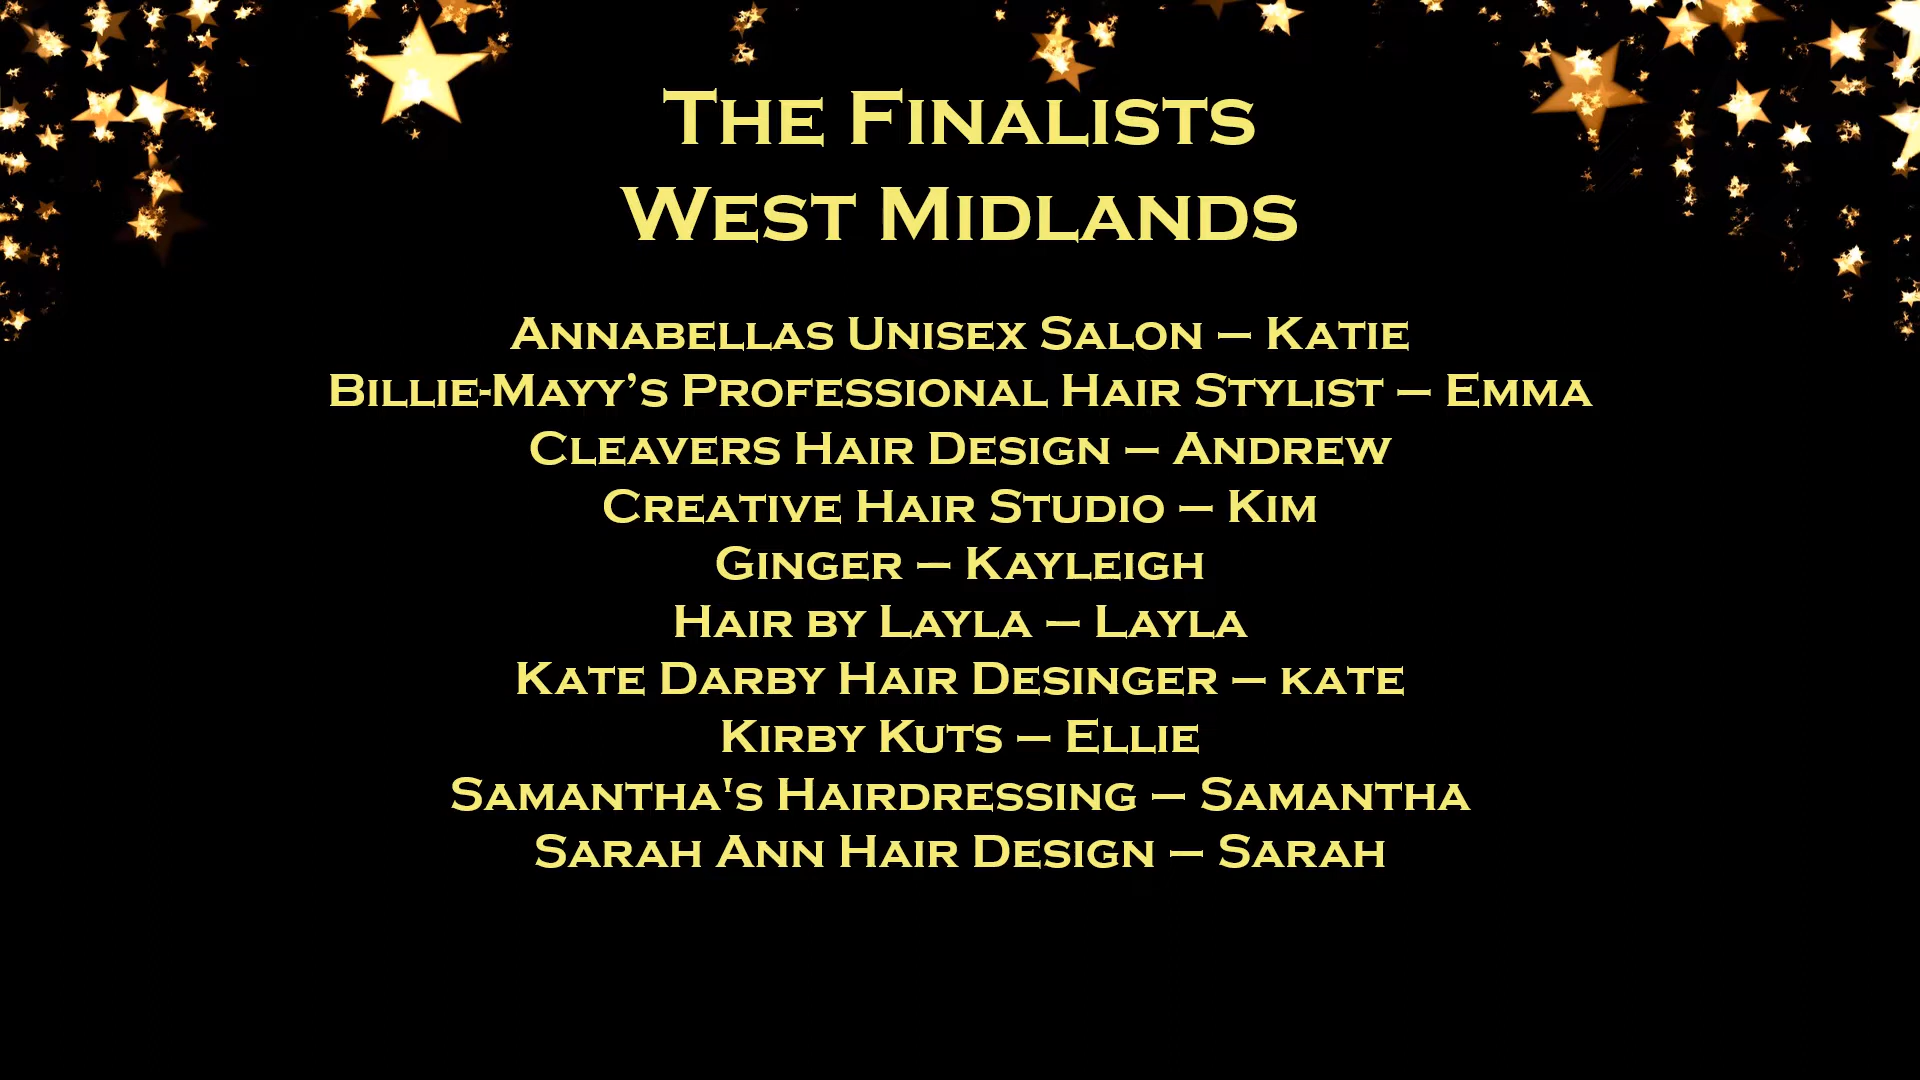 The Finalists
West Midlands
Annabellas Unisex Salon – Katie
Billie-Mayy’s Professional Hair Stylist – Emma
Cleavers Hair Design – Andrew
Creative Hair Studio – Kim
Ginger – Kayleigh
Hair by Layla – Layla
Kate Darby Hair Desinger – kate
Kirby Kuts – Ellie
Samantha's Hairdressing – Samantha
Sarah Ann Hair Design – Sarah